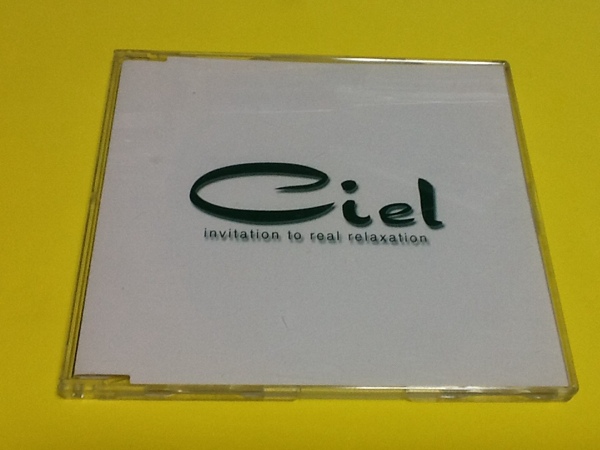 Ciel
invitation to real relaxation